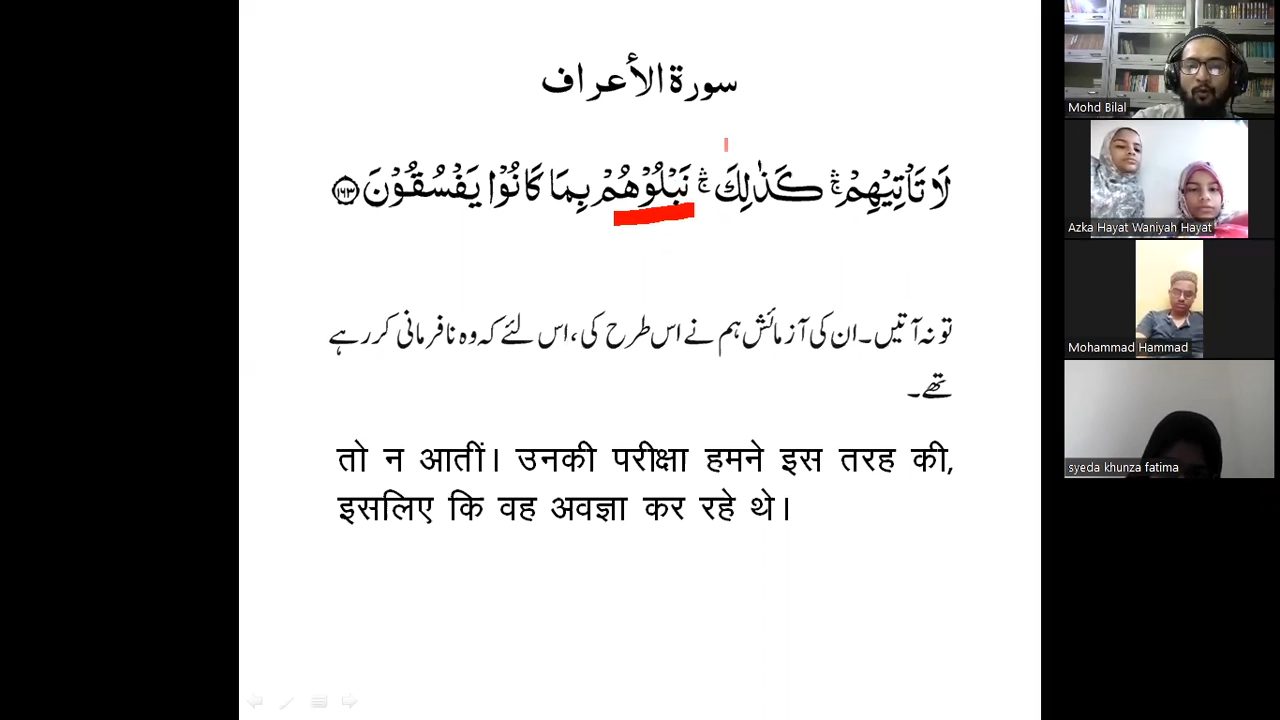 سورة الأعراف
لَا تَاْتِيْهِمْ ۛۚ كَذٰلِكَ ۛۚ نَبْلُوْهُمْ بِمَا كَانُوْا يَفْسُقُوْنَ ۝۱۶۳
تو نہ آتیں۔ ان کی آزمائش ہم نے اس طرح کی، اس لئے کہ وہ نافرمانی کر رہے
تھے۔
तो न आतीं। उनकी परीक्षा हमने इस तरह की,
इसलिए कि वह अवज्ञा कर रहे थे।
Mohd Bilal
Azka Hayat Waniyah Hayat
Mohammad Hammad
syeda khunza fatima